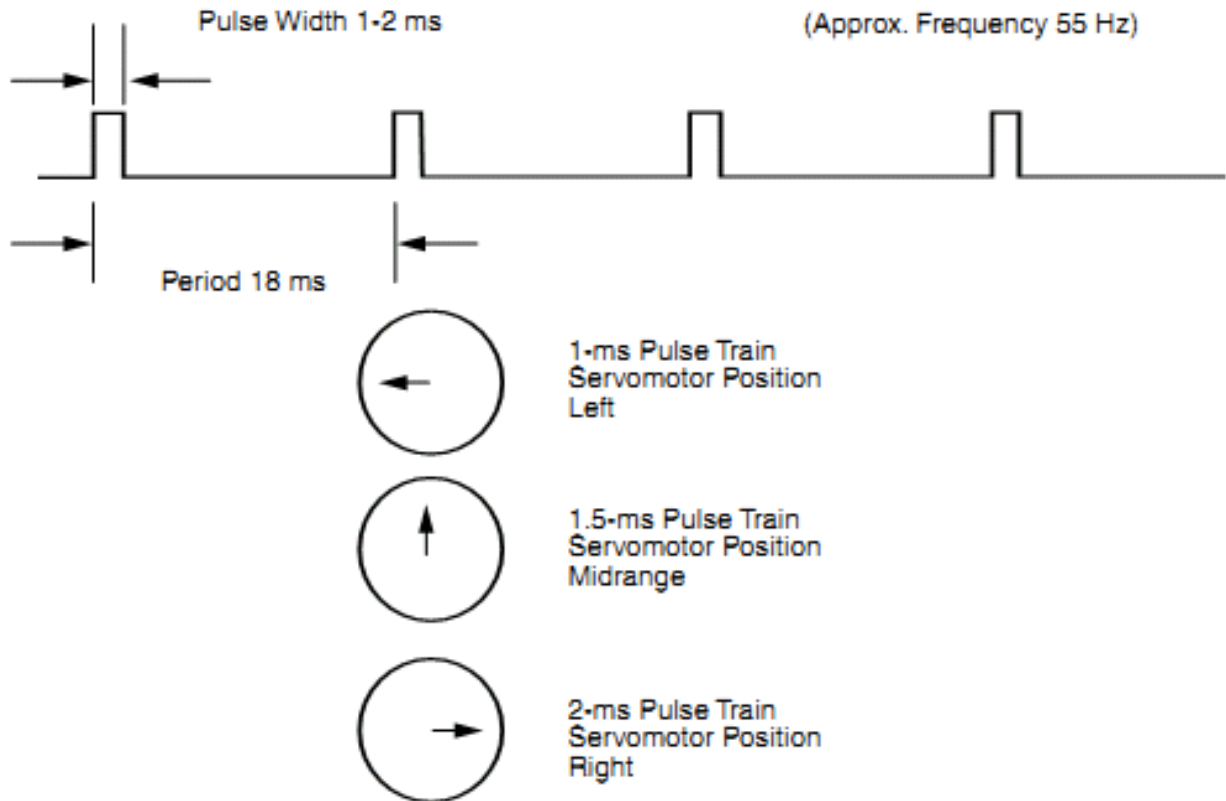 Pulse Width 1-2 ms
(Approx. Frequency 55 Hz)
Period 18 ms
1-ms Pulse Train
Servomotor Position
Left
1.5-ms Pulse Train
Servomotor Position
Midrange
2-ms Pulse Train
Servomotor Position
Right